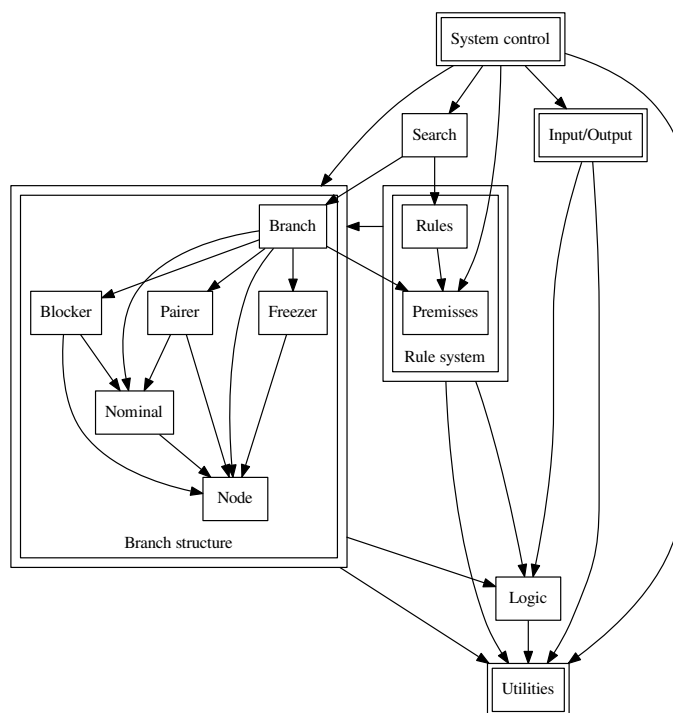 System control
Search
Input/Output
Branch
Rules
Blocker
Pairer
Freezer
Premisses
Rule system
Nominal
Node
Branch structure
Logic
Utilities